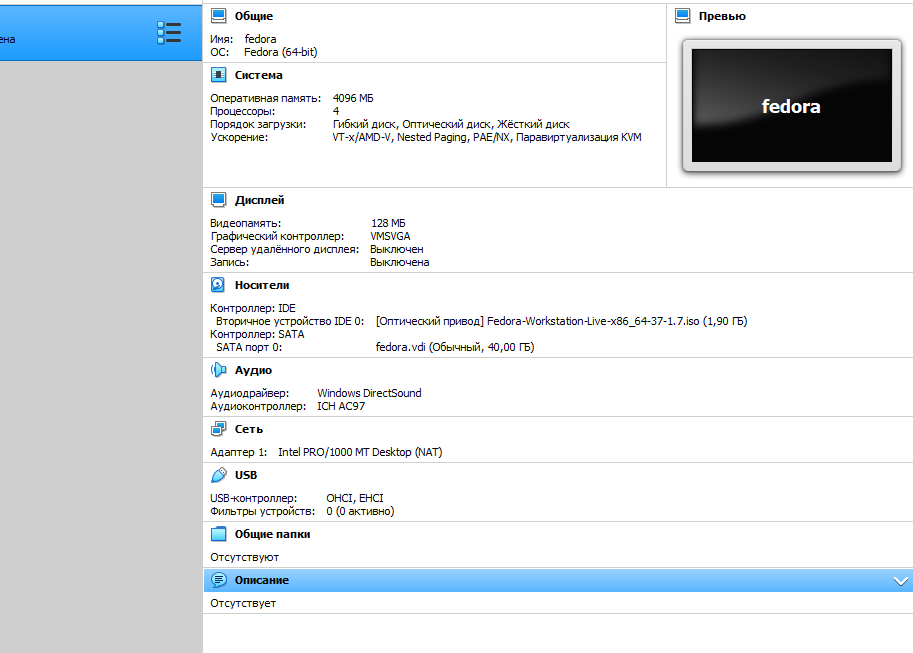 ена
Общие
Имя: fedora
ОС: Fedora (64-bit)
Превью
fedora
Система
Оперативная память: 4096 МБ
Процессоры: 4
Порядок загрузки: Гибкий диск, Оптический диск, Жёсткий диск
Ускорение: VT-x/AMD-V, Nested Paging, PAE/NX, Паравиртуализация KVM
Дисплей
Видеопамять: 128 МБ
Графический контроллер: VMSVGA
Сервер удалённого дисплея: Выключен
Запись: Выключена
Носители
Контроллер: IDE
Вторичное устройство IDE 0: [Оптический привод] Fedora-Workstation-Live-x86_64-37-1.7.iso (1,90 ГБ)
Контроллер: SATA
SATA порт 0: fedora.vdi (Обычный, 40,00 ГБ)
Аудио
Аудиодрайвер: Windows DirectSound
Аудиоконтроллер: ICH AC97
Сеть
Адаптер 1: Intel PRO/1000 MT Desktop (NAT)
USB
USB-контроллер: OHCI, EHCI
Фильтры устройств: 0 (0 активно)
Общие папки
Отсутствуют
Описание
Отсутствует